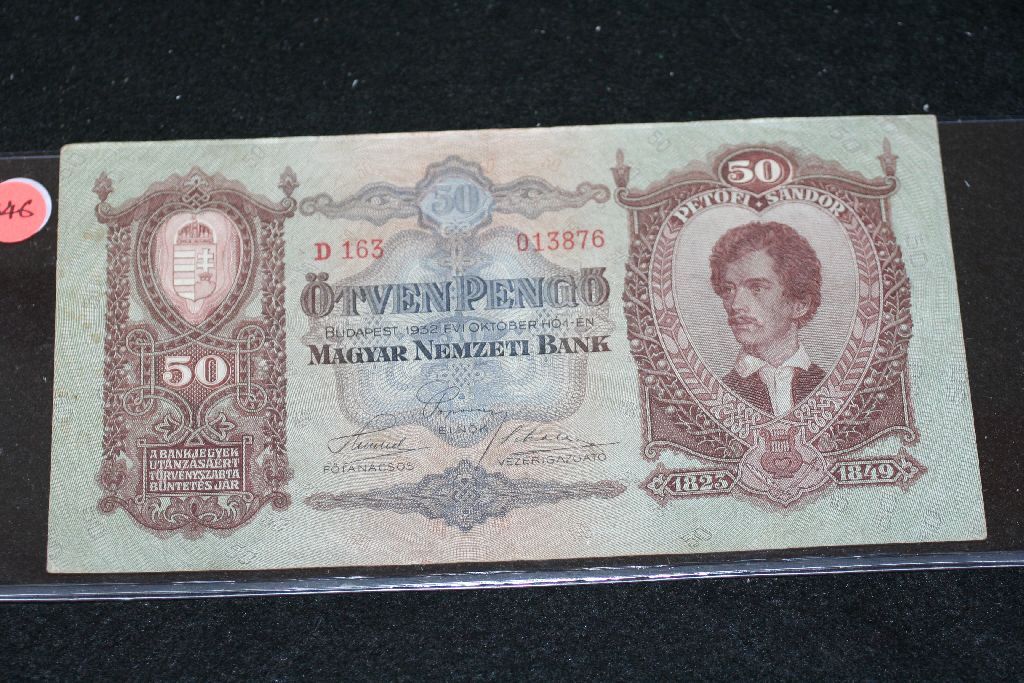 46
50
A BANKJEGYEK
UTÁNZÁSÁÉRT
TÖRVÉNYSZABTA
BÜNTETÉS JÁR
50
D 163 013876
ÖTVEN PENGŐ
BUDAPEST, 1932. ÉVI OKTÓBER HÓ 1-ÉN
MAGYAR NEMZETI BANK
ELNÖK
FŐTANÁCSOS VEZÉRIGAZGATÓ
50
PETŐFI · SÁNDOR
1823 1849